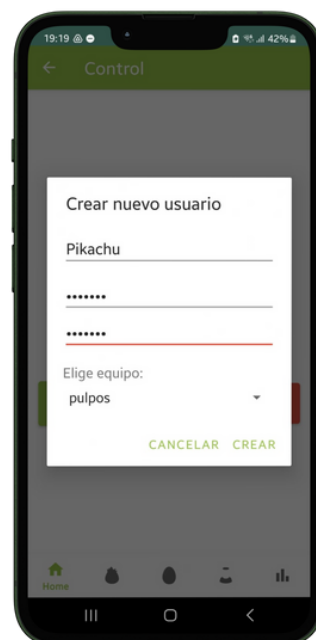 19:19 42%
Control
Crear nuevo usuario
Pikachu
•••••••
•••••••
Elige equipo:
pulpos
CANCELAR CREAR
Home